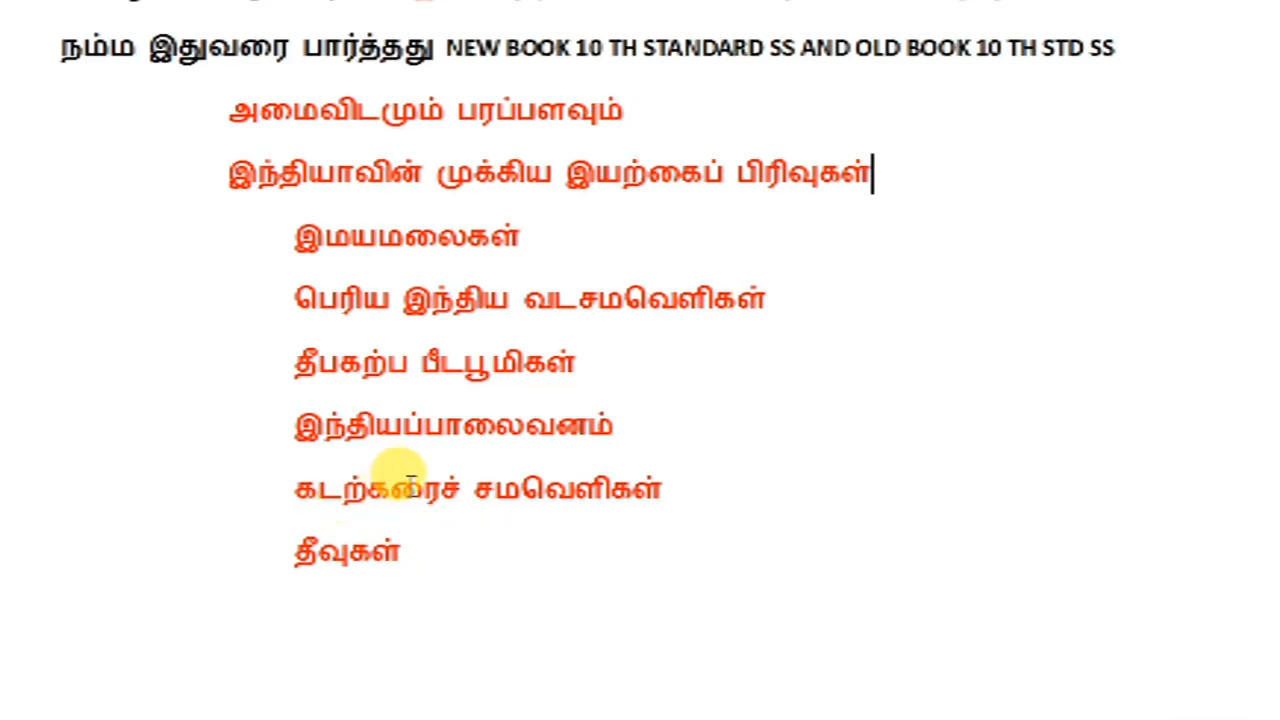 நம்ம இதுவரை பார்த்தது NEW BOOK 10 TH STANDARD SS AND OLD BOOK 10 TH STD SS
அமைவிடமும் பரப்பளவும்
இந்தியாவின் முக்கிய இயற்கைப் பிரிவுகள்
இமயமலைகள்
பெரிய இந்திய வடசமவெளிகள்
தீபகற்ப பீடபூமிகள்
இந்தியப்பாலைவனம்
கடற்கரைச் சமவெளிகள்
தீவுகள்